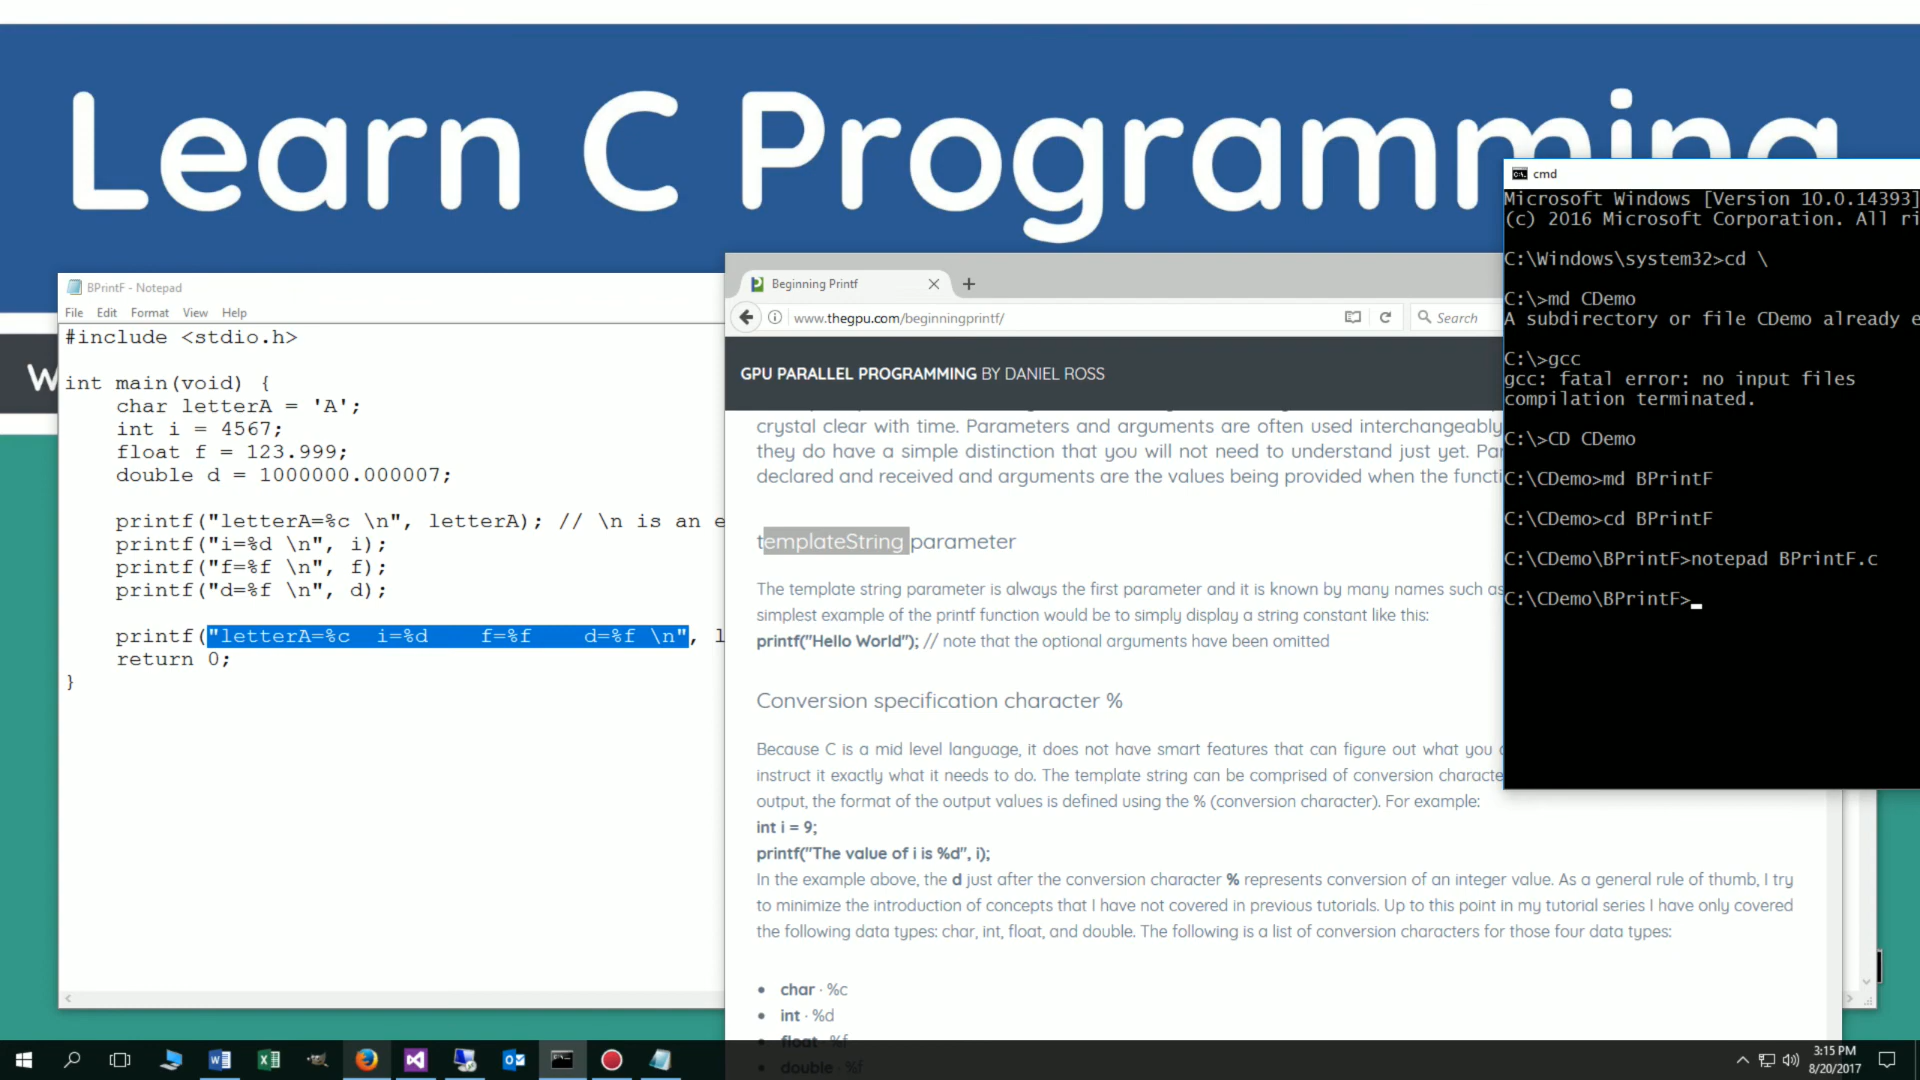 Learn C Programming
W
BPrintF - Notepad
File Edit Format View Help
#include <stdio.h>
int main(void) {
char letterA = 'A';
int i = 4567;
float f = 123.999;
double d = 1000000.000007;
printf("letterA=%c \n", letterA); // \n is an e
printf("i=%d \n", i);
printf("f=%f \n", f);
printf("d=%f \n", d);
printf("letterA=%c  i=%d    f=%f    d=%f \n", l
return 0;
}
Beginning Printf
www.thegpu.com/beginningprintf/
Search
GPU PARALLEL PROGRAMMING BY DANIEL ROSS
crystal clear with time. Parameters and arguments are often used interchangeably
they do have a simple distinction that you will not need to understand just yet. Par
declared and received and arguments are the values being provided when the functi
templateString parameter
The template string parameter is always the first parameter and it is known by many names such as
simplest example of the printf function would be to simply display a string constant like this:
printf("Hello World"); // note that the optional arguments have been omitted
Conversion specification character %
Because C is a mid level language, it does not have smart features that can figure out what you
instruct it exactly what it needs to do. The template string can be comprised of conversion characte
output, the format of the output values is defined using the % (conversion character). For example:
int i = 9;
printf("The value of i is %d", i);
In the example above, the d just after the conversion character % represents conversion of an integer value. As a general rule of thumb, I try
to minimize the introduction of concepts that I have not covered in previous tutorials. Up to this point in my tutorial series I have only covered
the following data types: char, int, float, and double. The following is a list of conversion characters for those four data types:
• char · %c
• int · %d
• float · %f
• double · %f
cmd
Microsoft Windows [Version 10.0.14393]
(c) 2016 Microsoft Corporation. All ri
C:\Windows\system32>cd \
C:\>md CDemo
A subdirectory or file CDemo already e
C:\>gcc
gcc: fatal error: no input files
compilation terminated.
C:\>CD CDemo
C:\CDemo>md BPrintF
C:\CDemo>cd BPrintF
C:\CDemo\BPrintF>notepad BPrintF.c
C:\CDemo\BPrintF>
3:15 PM
8/20/2017